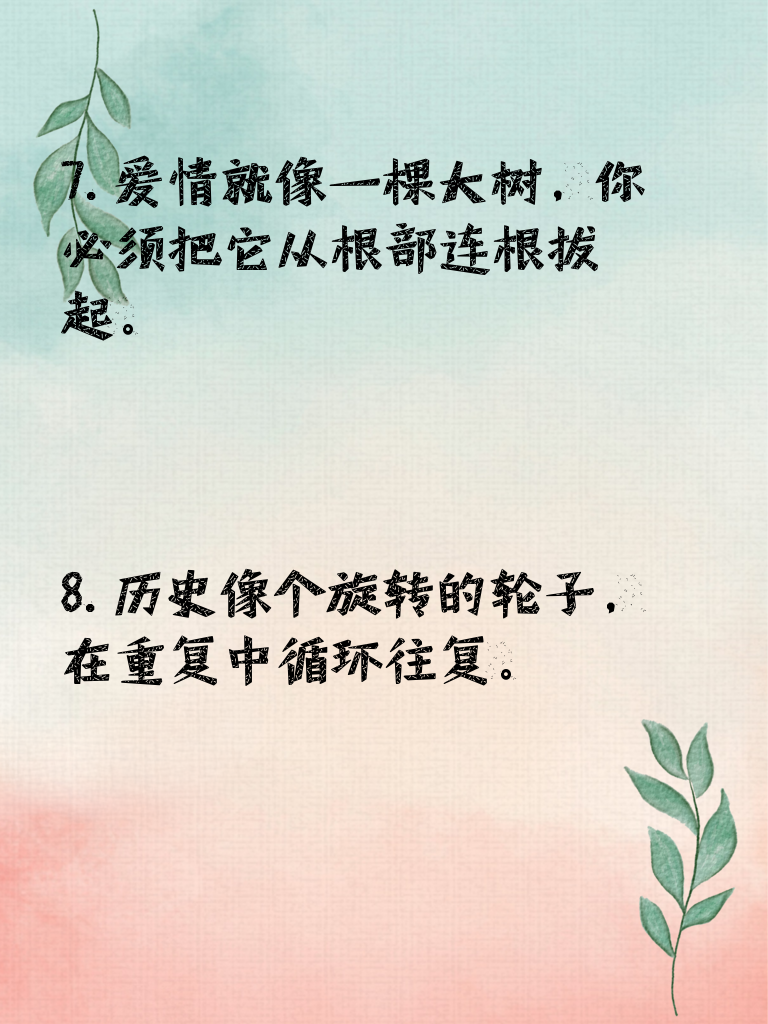 7.爱情就像一棵大树，你
必须把它从根部连根拔
起。
8.历史像个旋转的轮子，
在重复中循环往复。